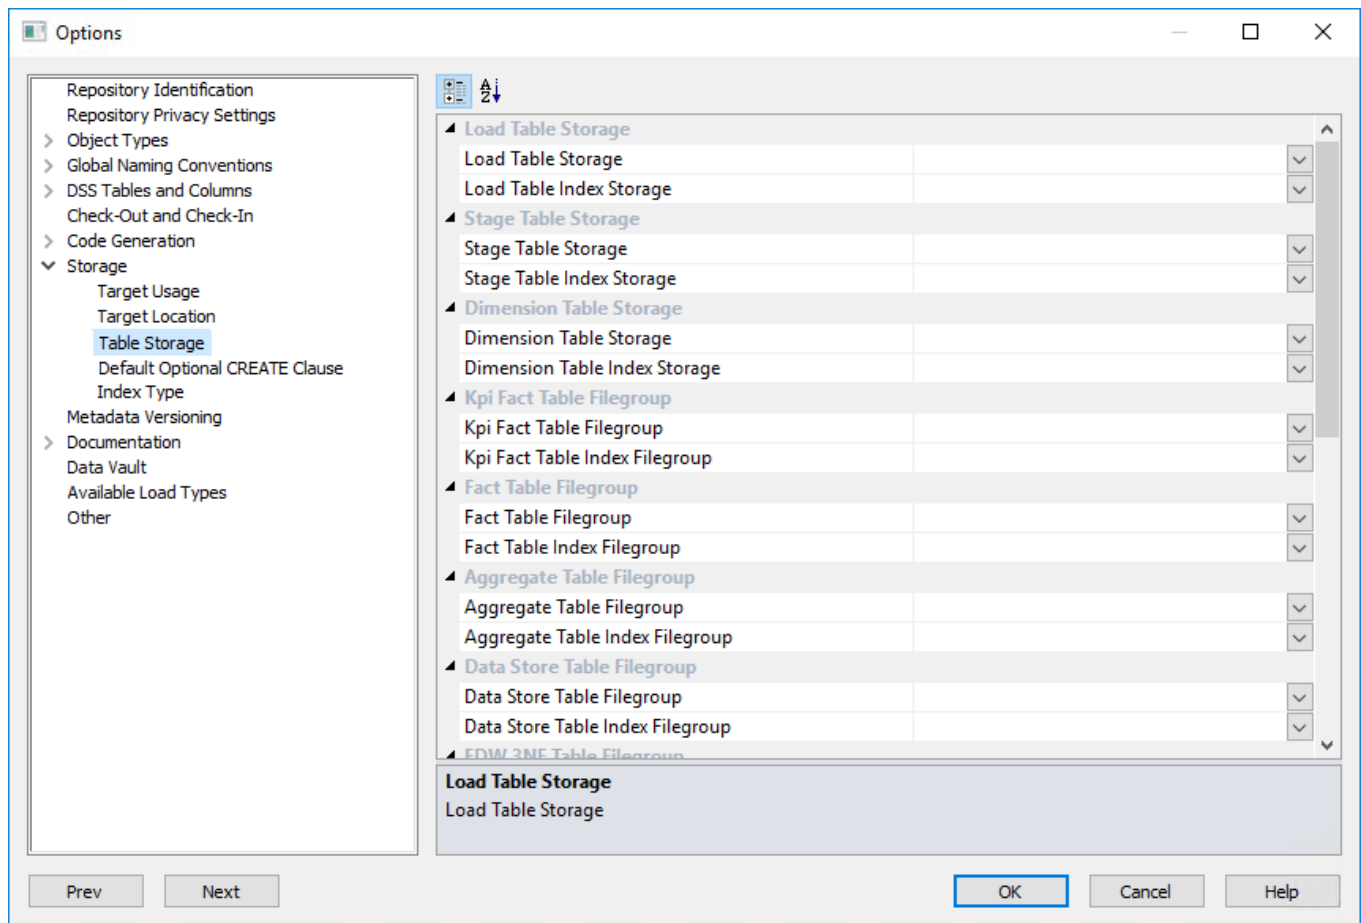 Options
Repository Identification
Repository Privacy Settings
Object Types
Global Naming Conventions
DSS Tables and Columns
Check-Out and Check-In
Code Generation
Storage
Target Usage
Target Location
Table Storage
Default Optional CREATE Clause
Index Type
Metadata Versioning
Documentation
Data Vault
Available Load Types
Other
Load Table Storage
Load Table Storage
Load Table Index Storage
Stage Table Storage
Stage Table Storage
Stage Table Index Storage
Dimension Table Storage
Dimension Table Storage
Dimension Table Index Storage
Kpi Fact Table Filegroup
Kpi Fact Table Filegroup
Kpi Fact Table Index Filegroup
Fact Table Filegroup
Fact Table Filegroup
Fact Table Index Filegroup
Aggregate Table Filegroup
Aggregate Table Filegroup
Aggregate Table Index Filegroup
Data Store Table Filegroup
Data Store Table Filegroup
Data Store Table Index Filegroup
EDW 3NF Table Filegroup
Load Table Storage
Load Table Storage
Prev Next OK Cancel Help